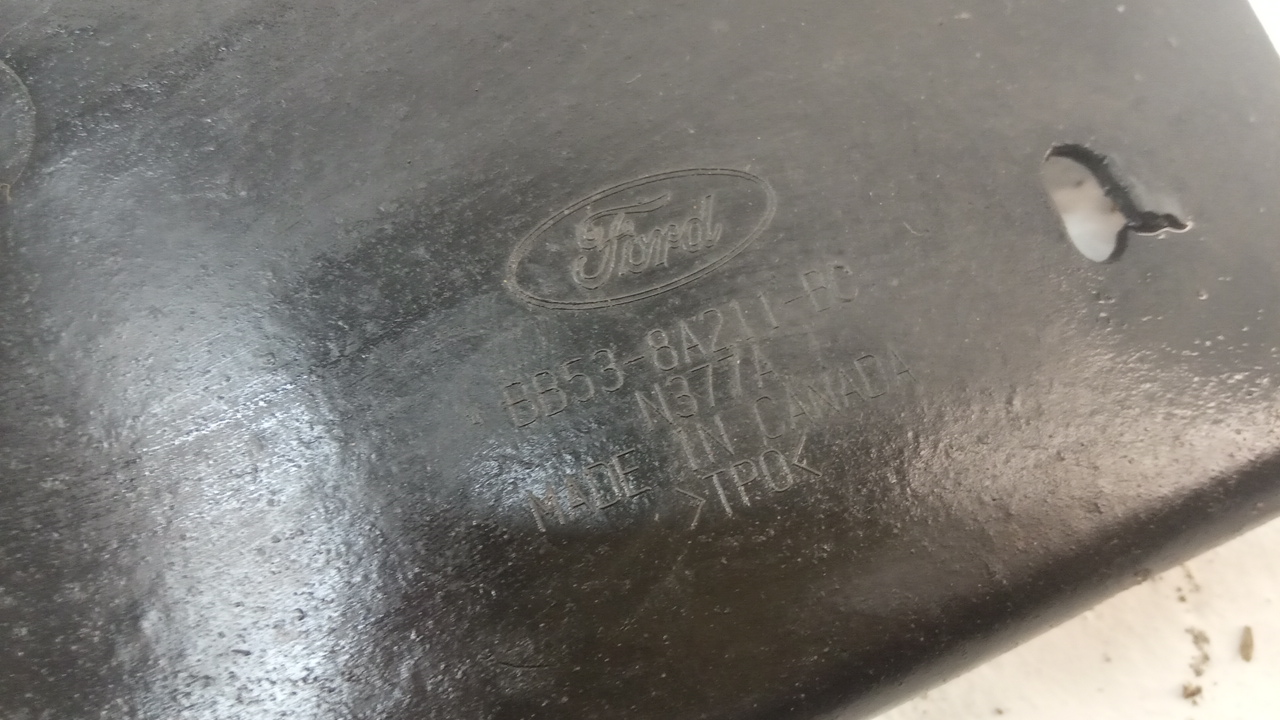 Ford
BB53-8A211-BC
N377A
MADE IN CANADA
>TPO<